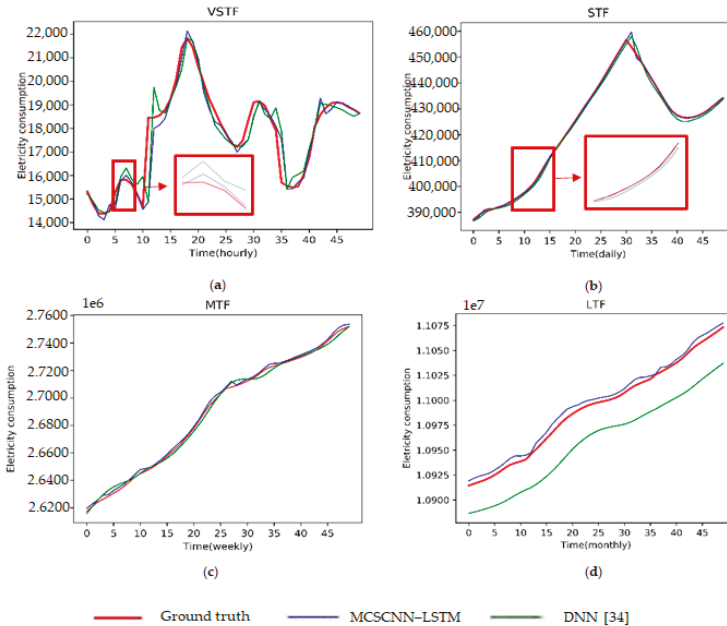 VSTF
22,000
21,000
20,000
19,000
18,000
17,000
16,000
15,000
14,000
Eletricity consumption
0 5 10 15 20 25 30 35 40 45
Time(hourly)
(a)
STF
460,000
450,000
440,000
430,000
420,000
410,000
400,000
390,000
Eletricity consumption
0 5 10 15 20 25 30 35 40 45
Time(daily)
(b)
1e6
MTF
2.7600
2.7400
2.7200
2.7000
2.6800
2.6600
2.6400
2.6200
Eletricity consumption
0 5 10 15 20 25 30 35 40 45
Time(weekly)
(c)
1e7
LTF
1.1075
1.1050
1.1025
1.1000
1.0975
1.0950
1.0925
1.0900
Eletricity consumption
0 5 10 15 20 25 30 35 40 45
Time(monthly)
(d)
Ground truth
MCSCNN–LSTM
DNN [34]